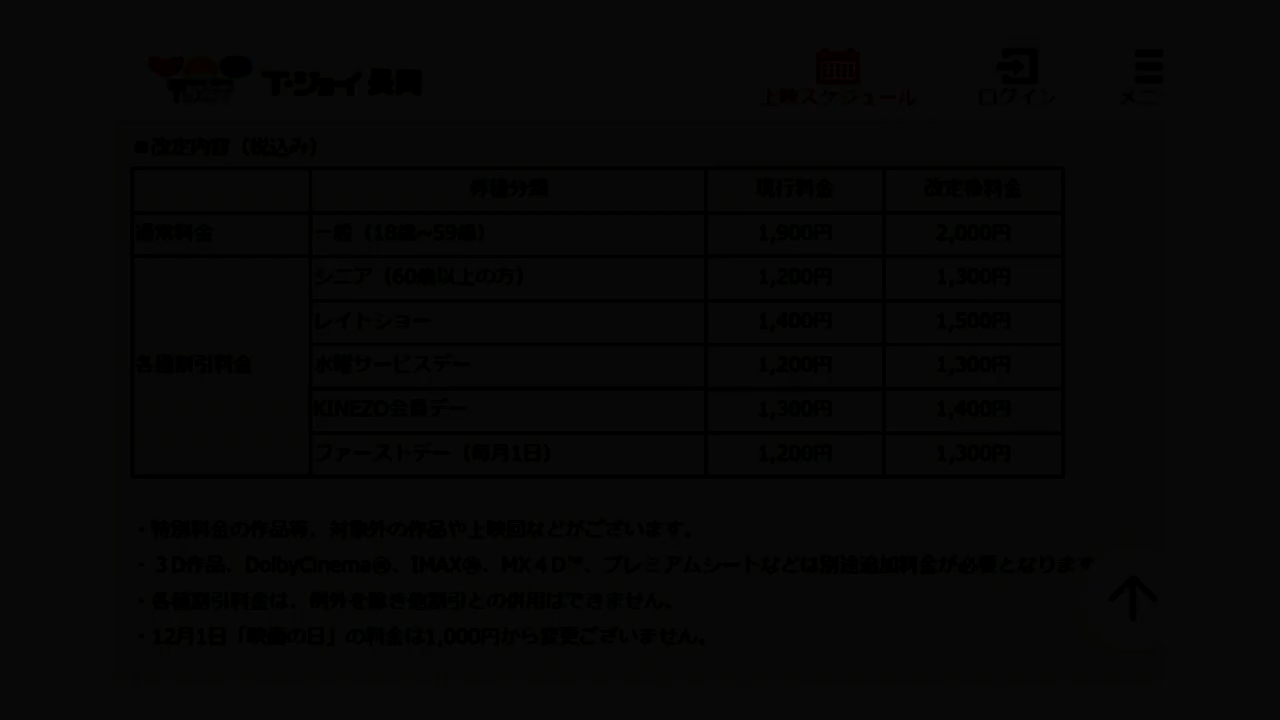 T・ジョイ 長岡
上映スケジュール
ログイン
メニ
■改定内容（税込み）
券種分類 現行料金 改定後料金
通常料金 一般（18歳~59歳） 1,900円 2,000円
シニア（60歳以上の方） 1,200円 1,300円
レイトショー 1,400円 1,500円
各種割引料金 水曜サービスデー 1,200円 1,300円
KINEZO会員デー 1,300円 1,400円
ファーストデー（毎月1日） 1,200円 1,300円
・特別料金の作品等、対象外の作品や上映回などがございます。
・３D作品、DolbyCinema®、IMAX®、MX４D™、プレミアムシートなどは別途追加料金が必要となります
・各種割引料金は、例外を除き他割引との併用はできません。
・12月1日「映画の日」の料金は1,000円から変更ございません。